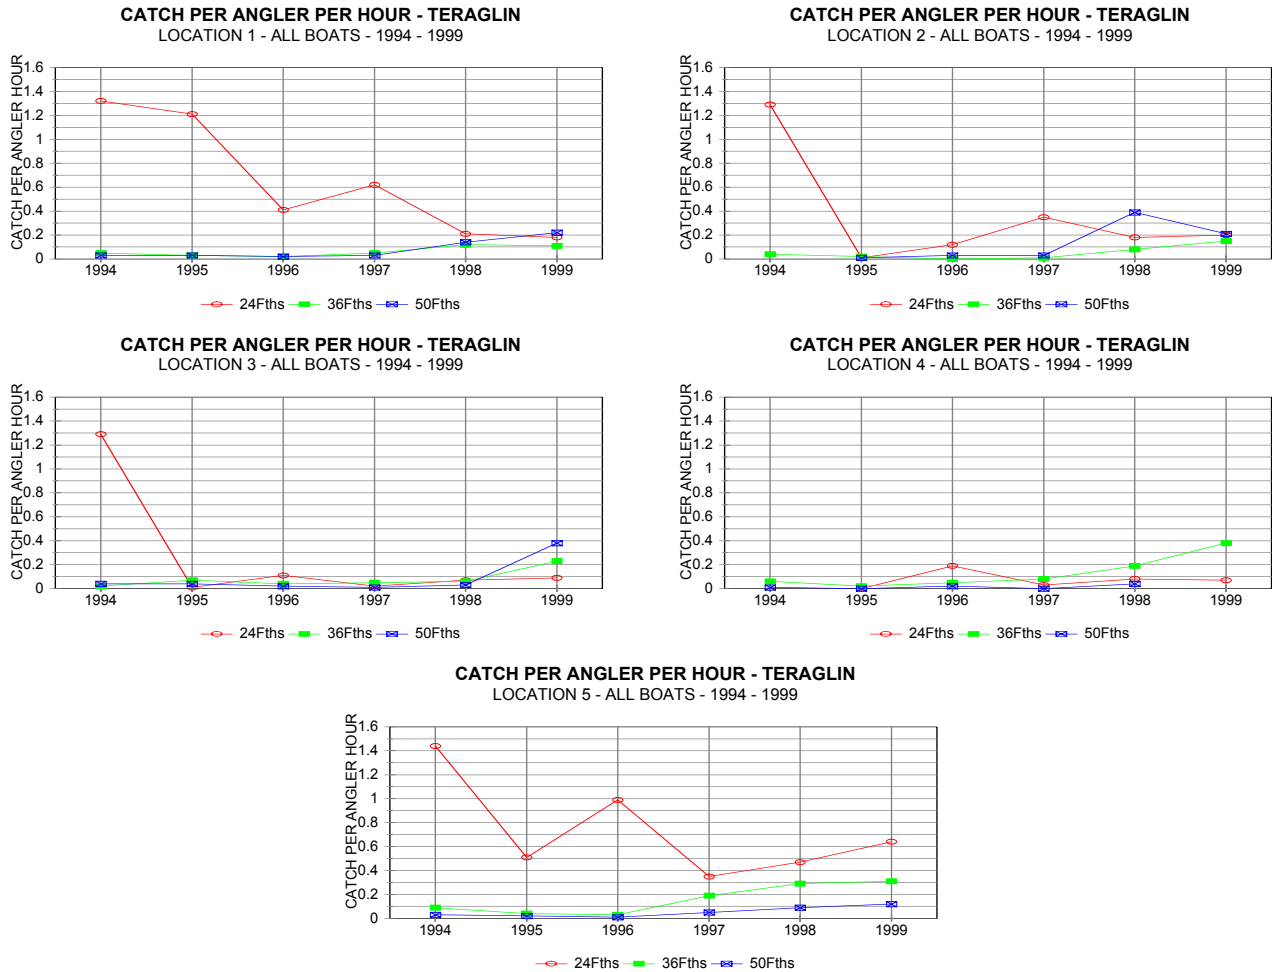 CATCH PER ANGLER PER HOUR - TERAGLIN
LOCATION 1 - ALL BOATS - 1994 - 1999
CATCH PER ANGLER HOUR
1.6
1.4
1.2
1
0.8
0.6
0.4
0.2
0
1994 1995 1996 1997 1998 1999
24Fths 36Fths 50Fths
CATCH PER ANGLER PER HOUR - TERAGLIN
LOCATION 2 - ALL BOATS - 1994 - 1999
CATCH PER ANGLER HOUR
1.6
1.4
1.2
1
0.8
0.6
0.4
0.2
0
1994 1995 1996 1997 1998 1999
24Fths 36Fths 50Fths
CATCH PER ANGLER PER HOUR - TERAGLIN
LOCATION 3 - ALL BOATS - 1994 - 1999
CATCH PER ANGLER HOUR
1.6
1.4
1.2
1
0.8
0.6
0.4
0.2
0
1994 1995 1996 1997 1998 1999
24Fths 36Fths 50Fths
CATCH PER ANGLER PER HOUR - TERAGLIN
LOCATION 4 - ALL BOATS - 1994 - 1999
CATCH PER ANGLER HOUR
1.6
1.4
1.2
1
0.8
0.6
0.4
0.2
0
1994 1995 1996 1997 1998 1999
24Fths 36Fths 50Fths
CATCH PER ANGLER PER HOUR - TERAGLIN
LOCATION 5 - ALL BOATS - 1994 - 1999
CATCH PER ANGLER HOUR
1.6
1.4
1.2
1
0.8
0.6
0.4
0.2
0
1994 1995 1996 1997 1998 1999
24Fths 36Fths 50Fths